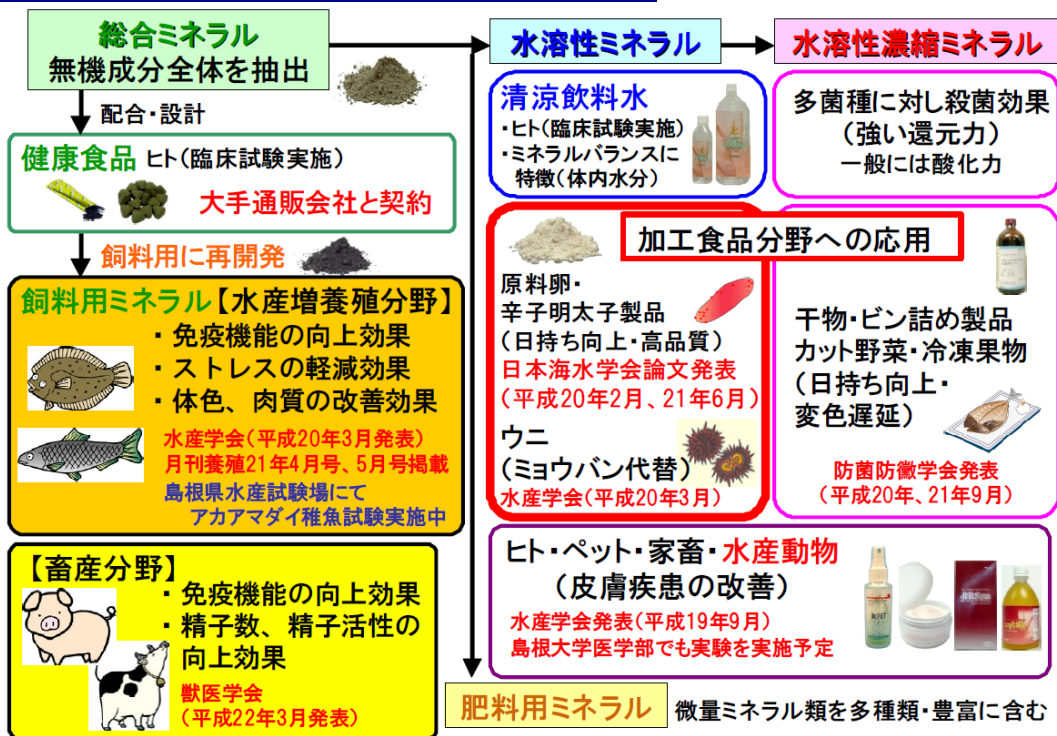 総合ミネラル
無機成分全体を抽出
配合・設計
健康食品 ヒト(臨床試験実施)
大手通販会社と契約
飼料用に再開発
飼料用ミネラル【水産増養殖分野】
・免疫機能の向上効果
・ストレスの軽減効果
・体色、肉質の改善効果
水産学会(平成20年3月発表)
月刊養殖21年4月号、5月号掲載
島根県水産試験場にて
アカアマダイ稚魚試験実施中
【畜産分野】
・免疫機能の向上効果
・精子数、精子活性の
向上効果
獣医学会
(平成22年3月発表)
水溶性ミネラル
清涼飲料水
・ヒト(臨床試験実施)
・ミネラルバランスに
特徴(体内水分)
加工食品分野への応用
原料卵・
辛子明太子製品
(日持ち向上・高品質)
日本海水学会論文発表
(平成20年2月、21年6月)
ウニ
(ミョウバン代替)
水産学会(平成20年3月)
水溶性濃縮ミネラル
多菌種に対し殺菌効果
(強い還元力)
一般には酸化力
干物・ビン詰め製品
カット野菜・冷凍果物
(日持ち向上・
変色遅延)
防菌防黴学会発表
(平成20年、21年9月)
ヒト・ペット・家畜・水産動物
(皮膚疾患の改善)
水産学会発表(平成19年9月)
島根大学医学部でも実験を実施予定
肥料用ミネラル 微量ミネラル類を多種類・豊富に含む